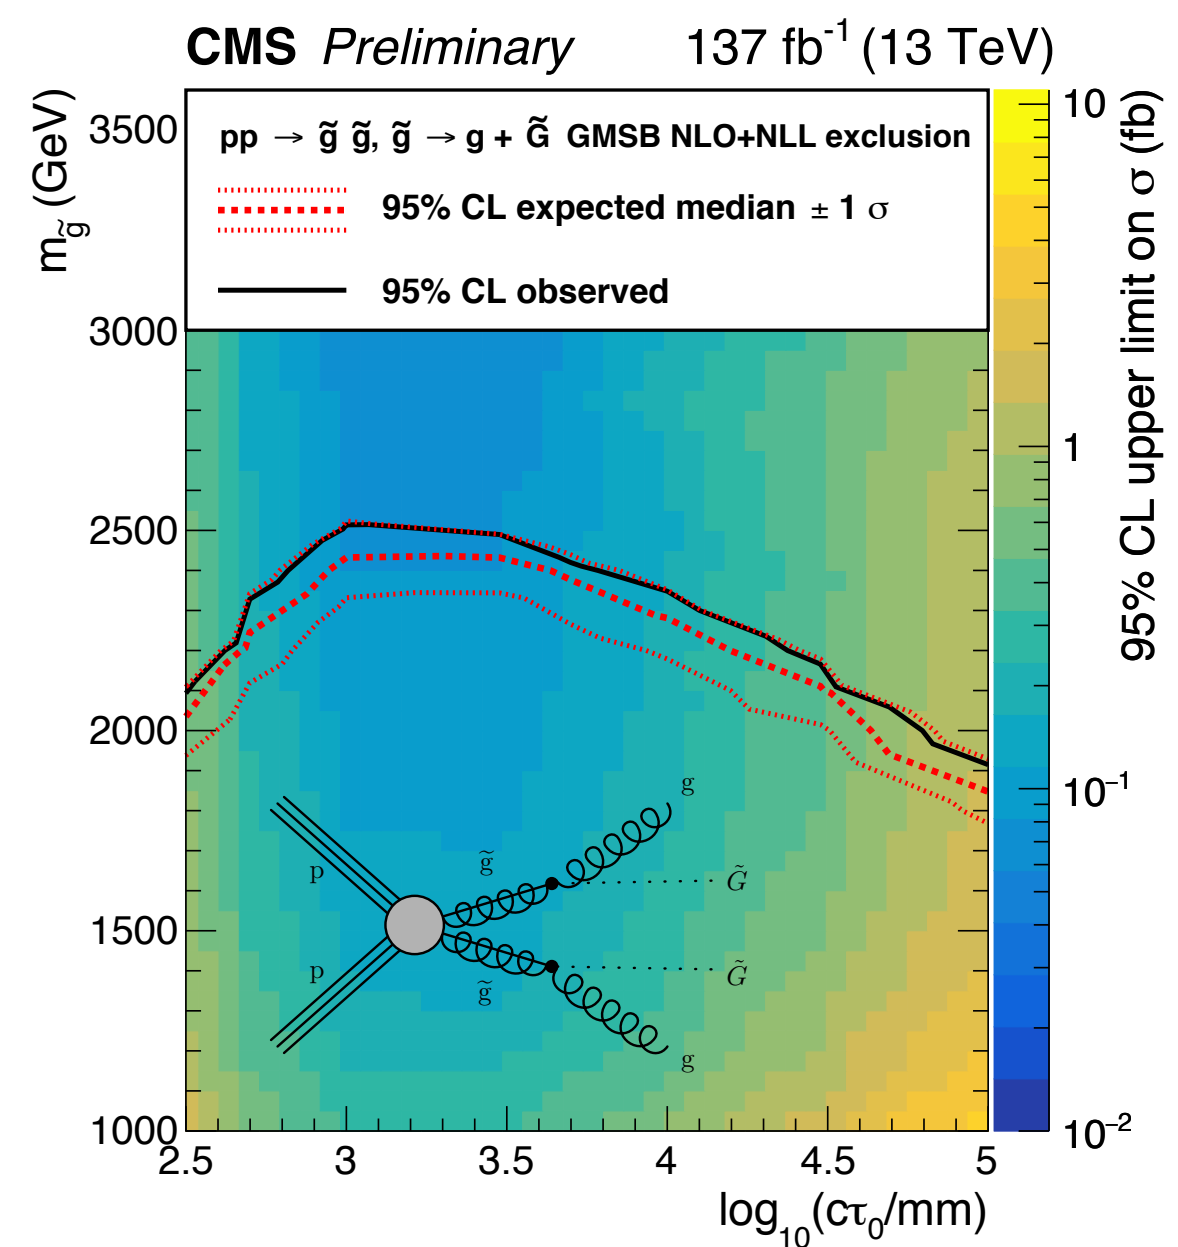 CMS Preliminary 137 fb⁻¹ (13 TeV)
pp → g̃ g̃, g̃ → g + G̃ GMSB NLO+NLL exclusion
95% CL expected median ± 1 σ
95% CL observed
m_g̃ (GeV)
3500
3000
2500
2000
1500
1000
2.5 3 3.5 4 4.5 5
log₁₀(cτ₀/mm)
p
p
g̃
g̃
g
G̃
G̃
g
10
1
10⁻¹
10⁻²
95% CL upper limit on σ (fb)